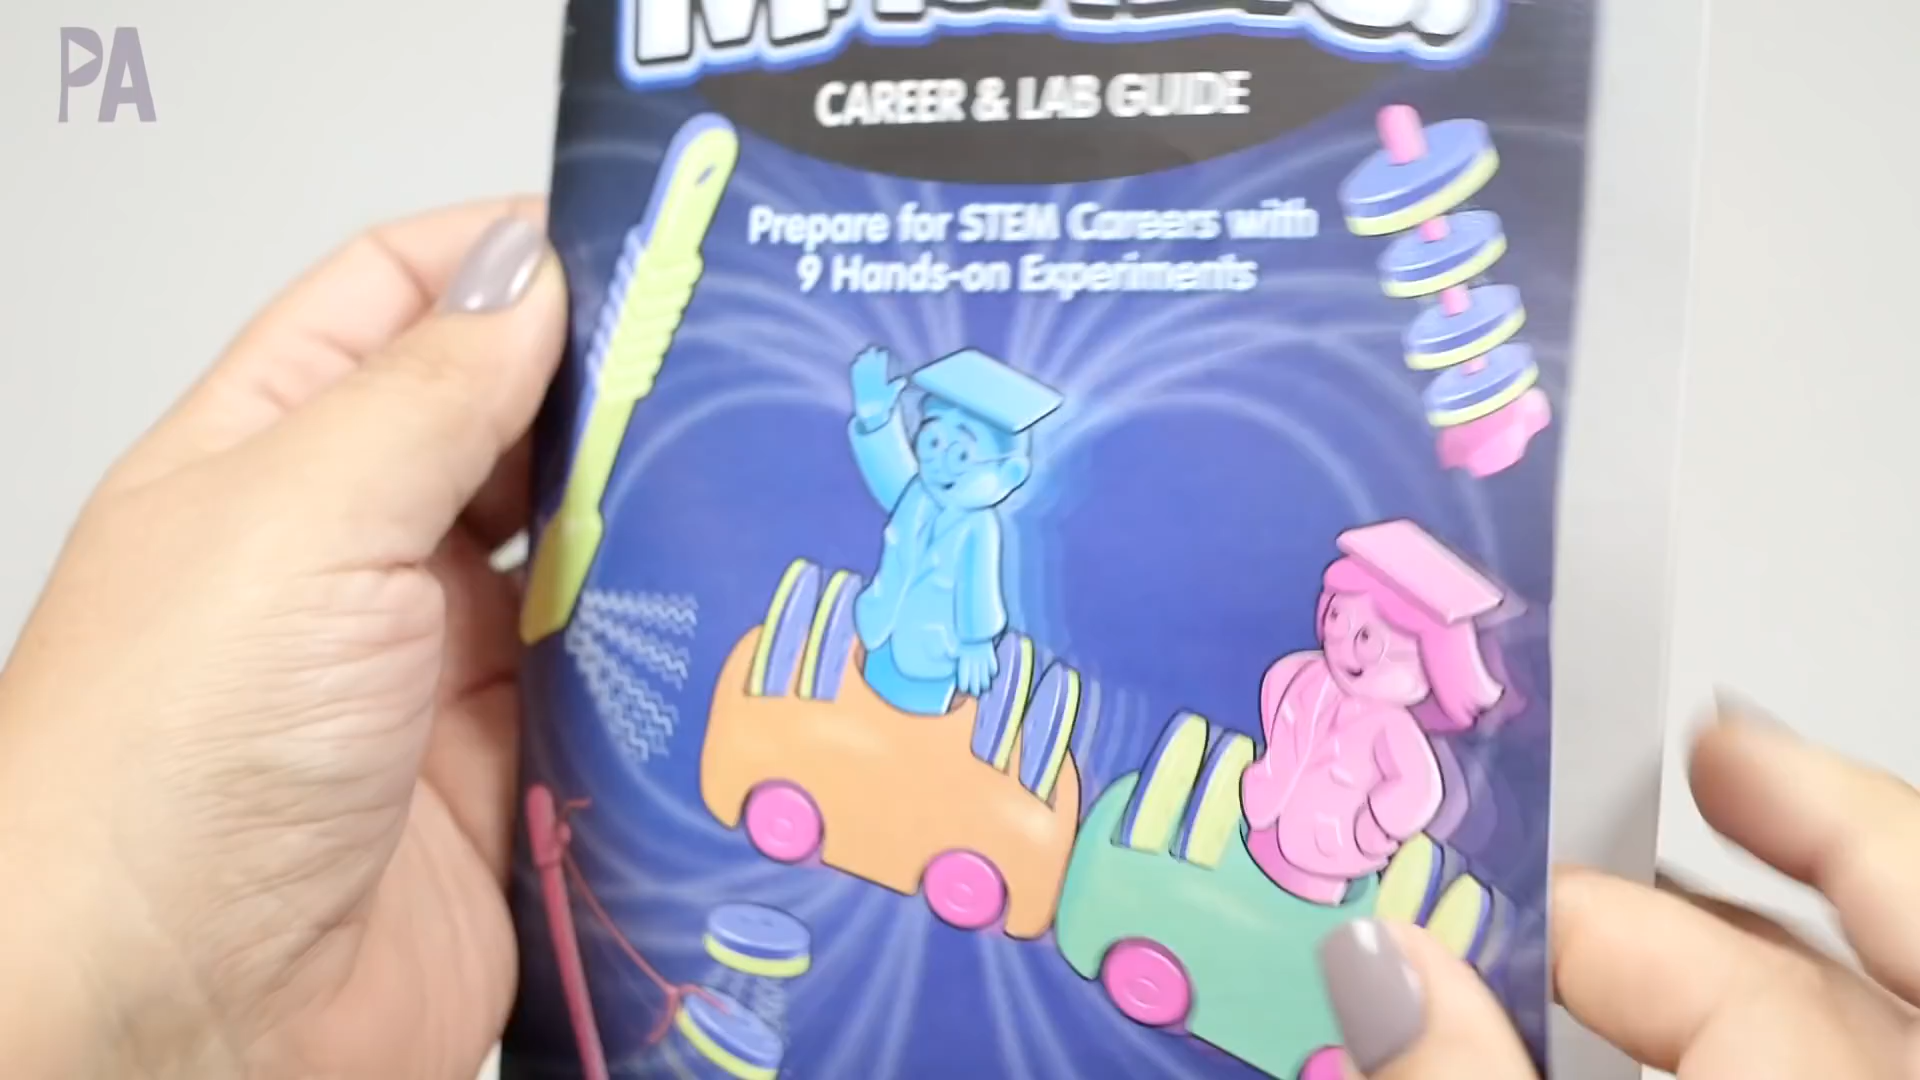 PA
CAREER & LAB GUIDE
Prepare for STEM Careers with
9 Hands-on Experiments